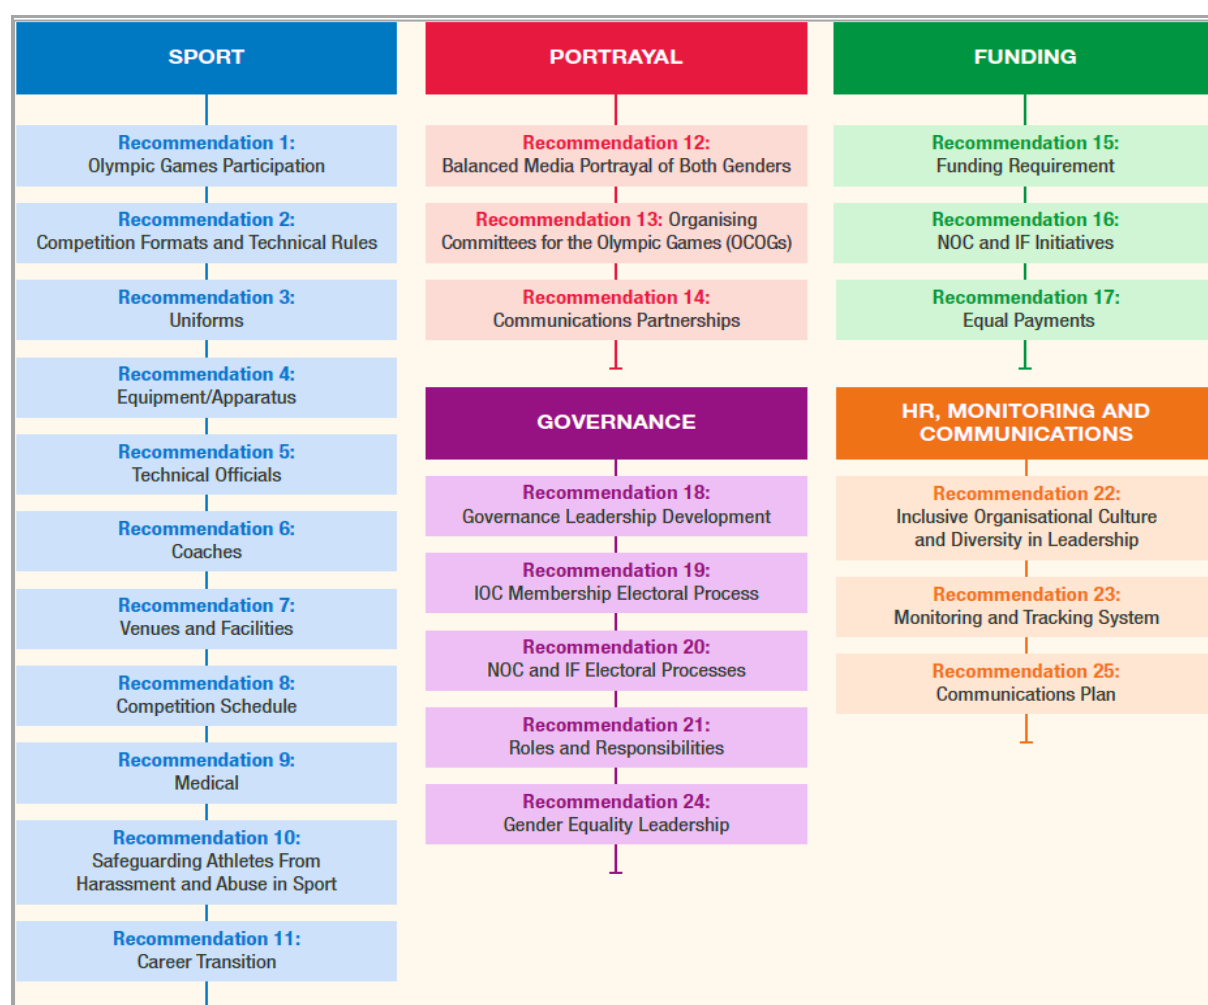 SPORT
Recommendation 1:
Olympic Games Participation
Recommendation 2:
Competition Formats and Technical Rules
Recommendation 3:
Uniforms
Recommendation 4:
Equipment/Apparatus
Recommendation 5:
Technical Officials
Recommendation 6:
Coaches
Recommendation 7:
Venues and Facilities
Recommendation 8:
Competition Schedule
Recommendation 9:
Medical
Recommendation 10:
Safeguarding Athletes From
Harassment and Abuse in Sport
Recommendation 11:
Career Transition
PORTRAYAL
Recommendation 12:
Balanced Media Portrayal of Both Genders
Recommendation 13: Organising
Committees for the Olympic Games (OCOGs)
Recommendation 14:
Communications Partnerships
FUNDING
Recommendation 15:
Funding Requirement
Recommendation 16:
NOC and IF Initiatives
Recommendation 17:
Equal Payments
GOVERNANCE
Recommendation 18:
Governance Leadership Development
Recommendation 19:
IOC Membership Electoral Process
Recommendation 20:
NOC and IF Electoral Processes
Recommendation 21:
Roles and Responsibilities
Recommendation 24:
Gender Equality Leadership
HR, MONITORING AND
COMMUNICATIONS
Recommendation 22:
Inclusive Organisational Culture
and Diversity in Leadership
Recommendation 23:
Monitoring and Tracking System
Recommendation 25:
Communications Plan